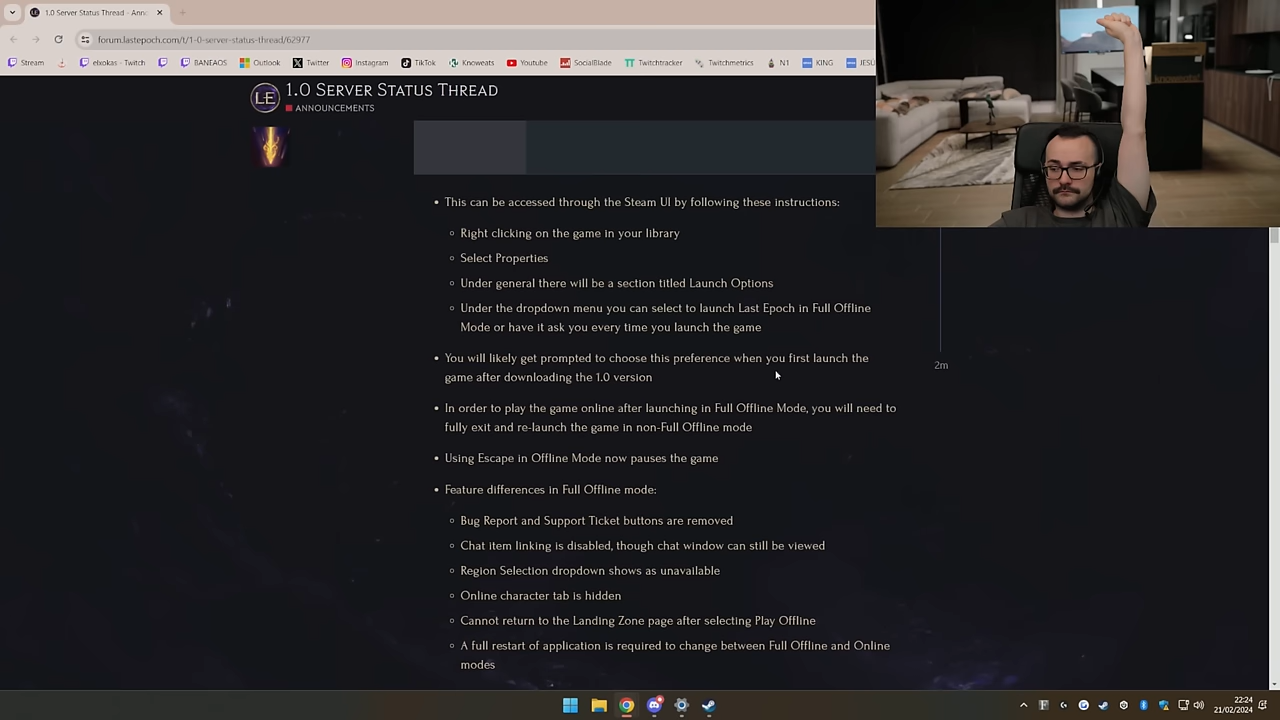 1.0 Server Status Thread - Ann
forum.lastepoch.com/t/1-0-server-status-thread/62977
Stream
elxokas - Twitch
BANEAOS
Outlook
Twitter
Instagram
TikTok
Knoweats
Youtube
SocialBlade
Twitchtracker
Twitchmetrics
N1
KING
JESÚ
LE
1.0 Server Status Thread
ANNOUNCEMENTS
This can be accessed through the Steam UI by following these instructions:
Right clicking on the game in your library
Select Properties
Under general there will be a section titled Launch Options
Under the dropdown menu you can select to launch Last Epoch in Full Offline
Mode or have it ask you every time you launch the game
You will likely get prompted to choose this preference when you first launch the
game after downloading the 1.0 version
2m
In order to play the game online after launching in Full Offline Mode, you will need to
fully exit and re-launch the game in non-Full Offline mode
Using Escape in Offline Mode now pauses the game
Feature differences in Full Offline mode:
Bug Report and Support Ticket buttons are removed
Chat item linking is disabled, though chat window can still be viewed
Region Selection dropdown shows as unavailable
Online character tab is hidden
Cannot return to the Landing Zone page after selecting Play Offline
A full restart of application is required to change between Full Offline and Online
modes
22:24
21/02/2024